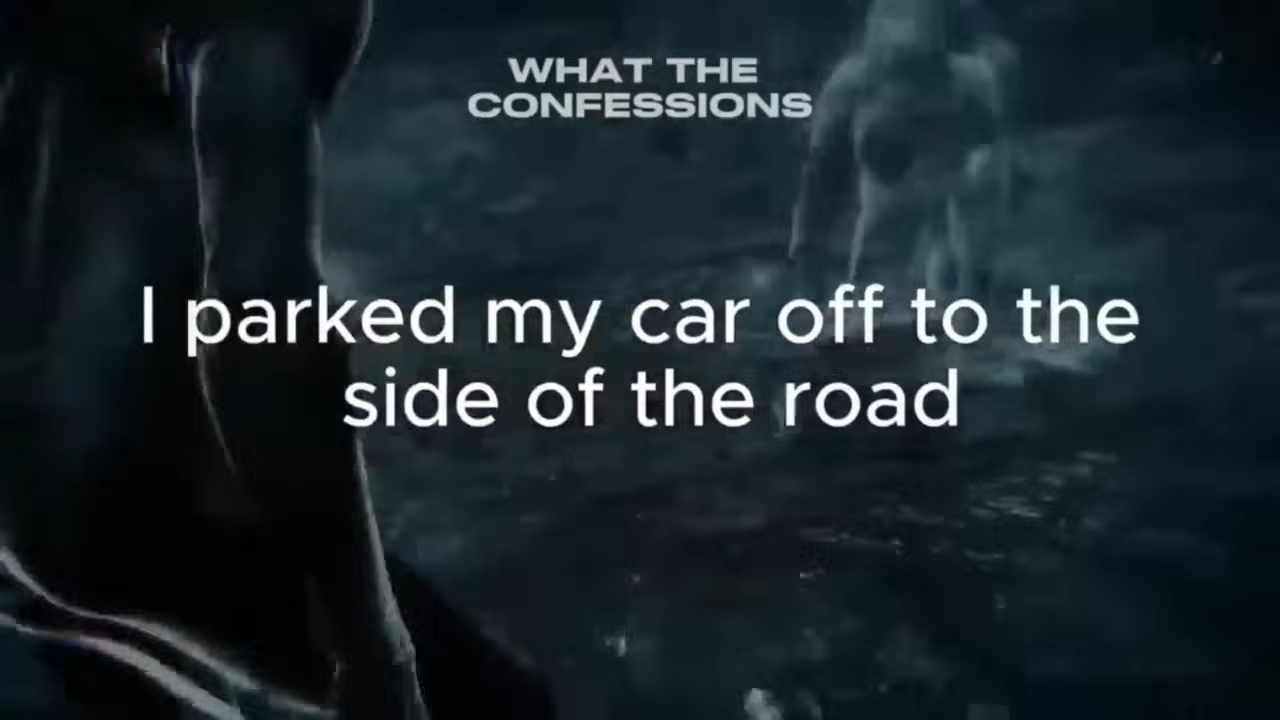 WHAT THE
CONFESSIONS
I parked my car off to the
side of the road